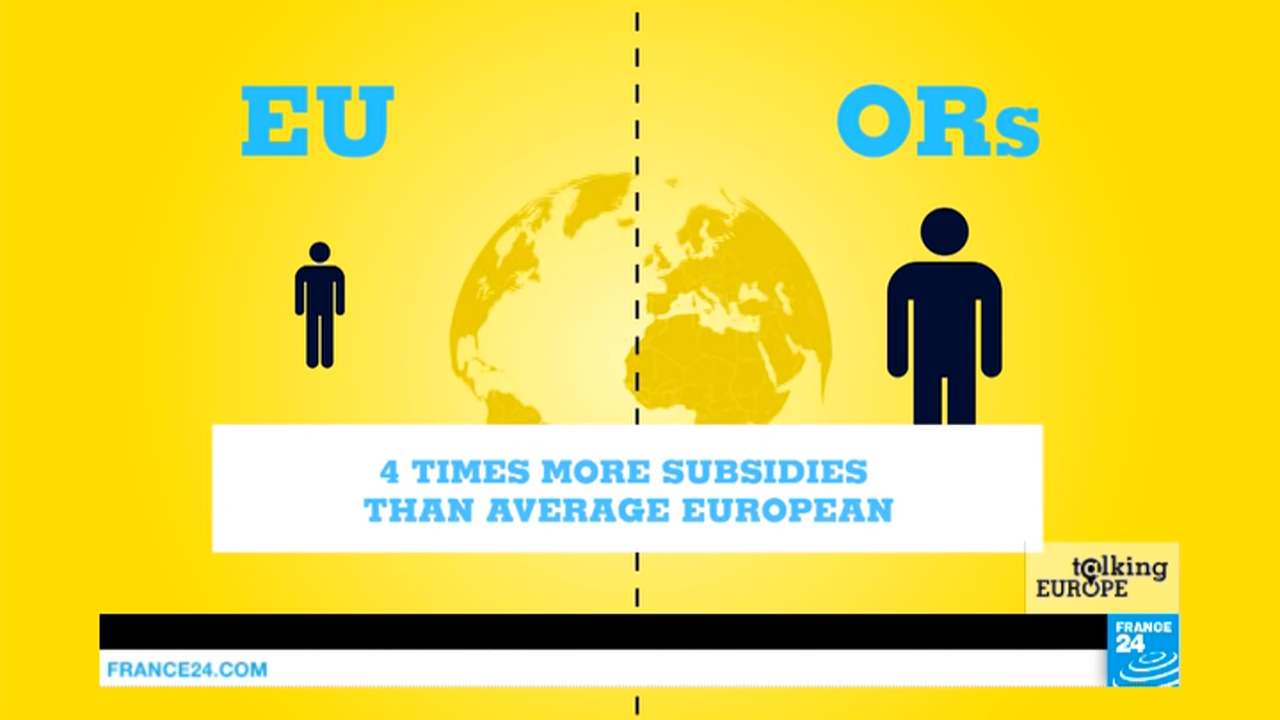 EU
ORs
4 TIMES MORE SUBSIDIES
THAN AVERAGE EUROPEAN
talking
EUROPE
FRANCE
24
FRANCE24.COM